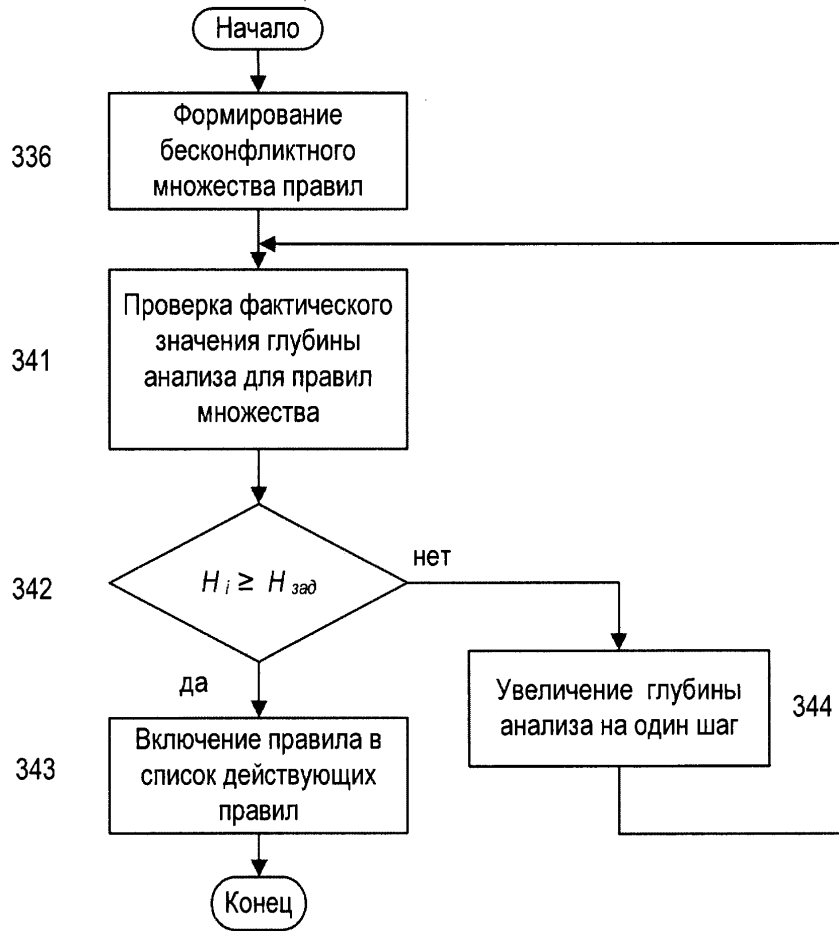 Начало
336
Формирование
бесконфликтного
множества правил
341
Проверка фактического
значения глубины
анализа для правил
множества
342
H i ≥ H зад
нет
да
Увеличение глубины
анализа на один шаг
344
343
Включение правила в
список действующих
правил
Конец